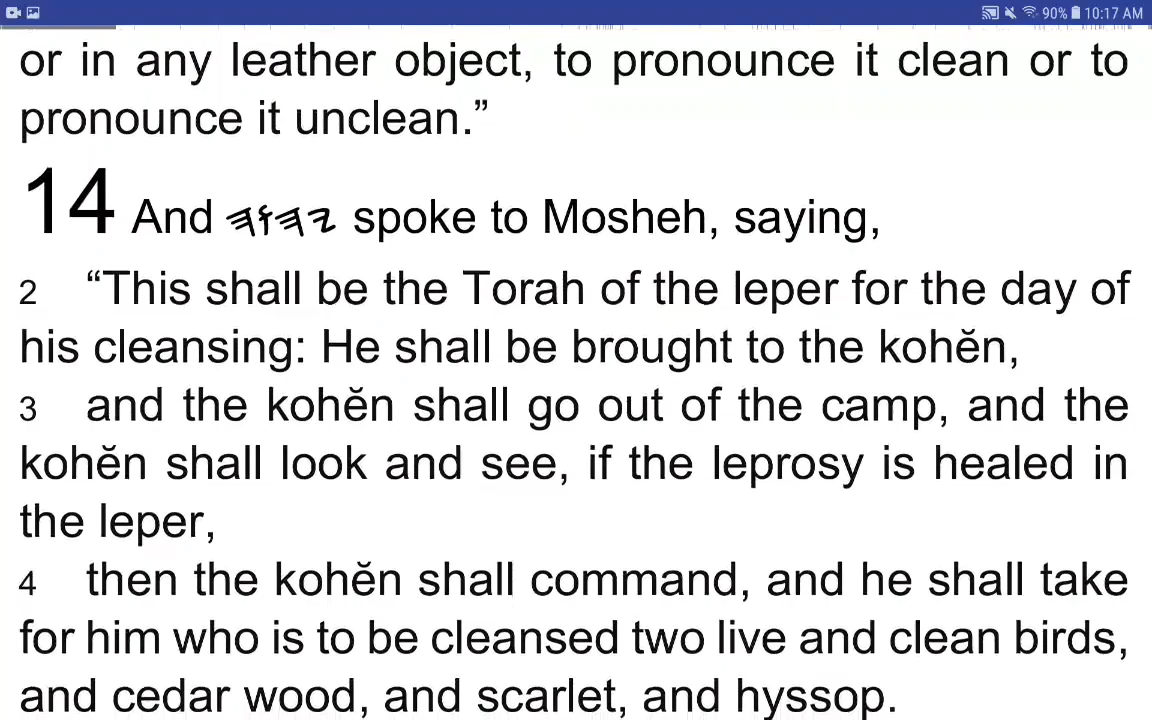 90% 10:17 AM
or in any leather object, to pronounce it clean or to
pronounce it unclean.”
14 And 𐤉𐤄𐤅𐤄 spoke to Mosheh, saying,
2 “This shall be the Torah of the leper for the day of
his cleansing: He shall be brought to the kohĕn,
3 and the kohĕn shall go out of the camp, and the
kohĕn shall look and see, if the leprosy is healed in
the leper,
4 then the kohĕn shall command, and he shall take
for him who is to be cleansed two live and clean birds,
and cedar wood, and scarlet, and hyssop.